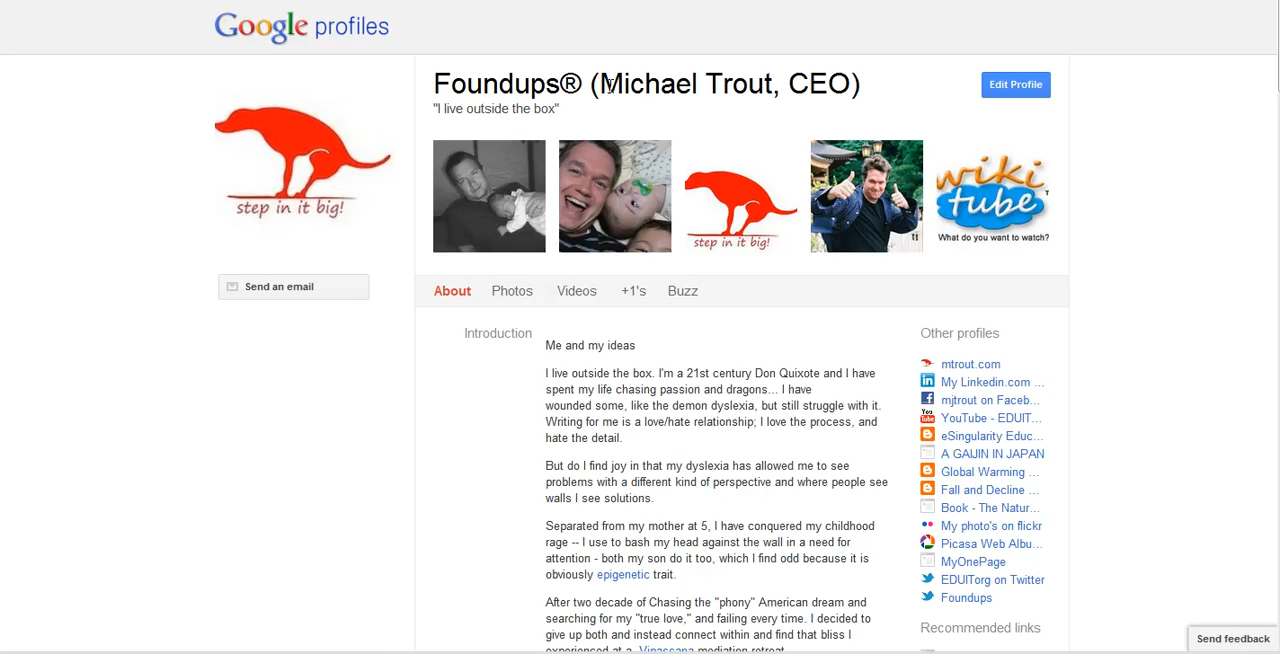 Google profiles
Foundups® (Michael Trout, CEO)
Edit Profile
"I live outside the box"
step in it big!
step in it big!
wiki
tube
What do you want to watch?
Send an email
About Photos Videos +1's Buzz
Introduction
Me and my ideas
I live outside the box. I'm a 21st century Don Quixote and I have
spent my life chasing passion and dragons... I have
wounded some, like the demon dyslexia, but still struggle with it.
Writing for me is a love/hate relationship; I love the process, and
hate the detail.
But do I find joy in that my dyslexia has allowed me to see
problems with a different kind of perspective and where people see
walls I see solutions.
Separated from my mother at 5, I have conquered my childhood
rage -- I use to bash my head against the wall in a need for
attention - both my son do it too, which I find odd because it is
obviously epigenetic trait.
After two decade of Chasing the "phony" American dream and
searching for my "true love," and failing every time. I decided to
give up both and instead connect within and find that bliss I
experienced at a Vipassana mediation retreat.
Other profiles
mtrout.com
My Linkedin.com ...
mjtrout on Faceb...
YouTube - EDUIT...
eSingularity Educ...
A GAIJIN IN JAPAN
Global Warming ...
Fall and Decline ...
Book - The Natur...
My photo's on flickr
Picasa Web Albu...
MyOnePage
EDUITorg on Twitter
Foundups
Recommended links
Send feedback